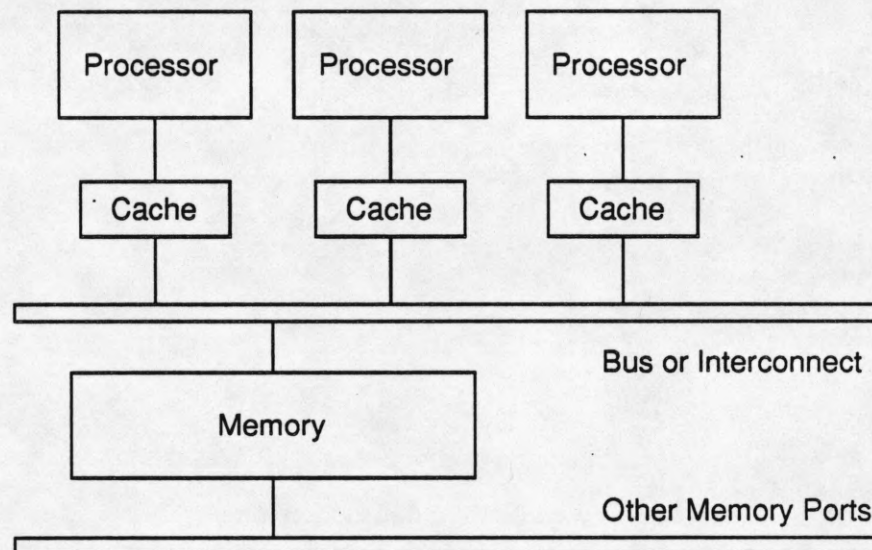 Processor Processor Processor
Cache Cache Cache
Bus or Interconnect
Memory
Other Memory Ports